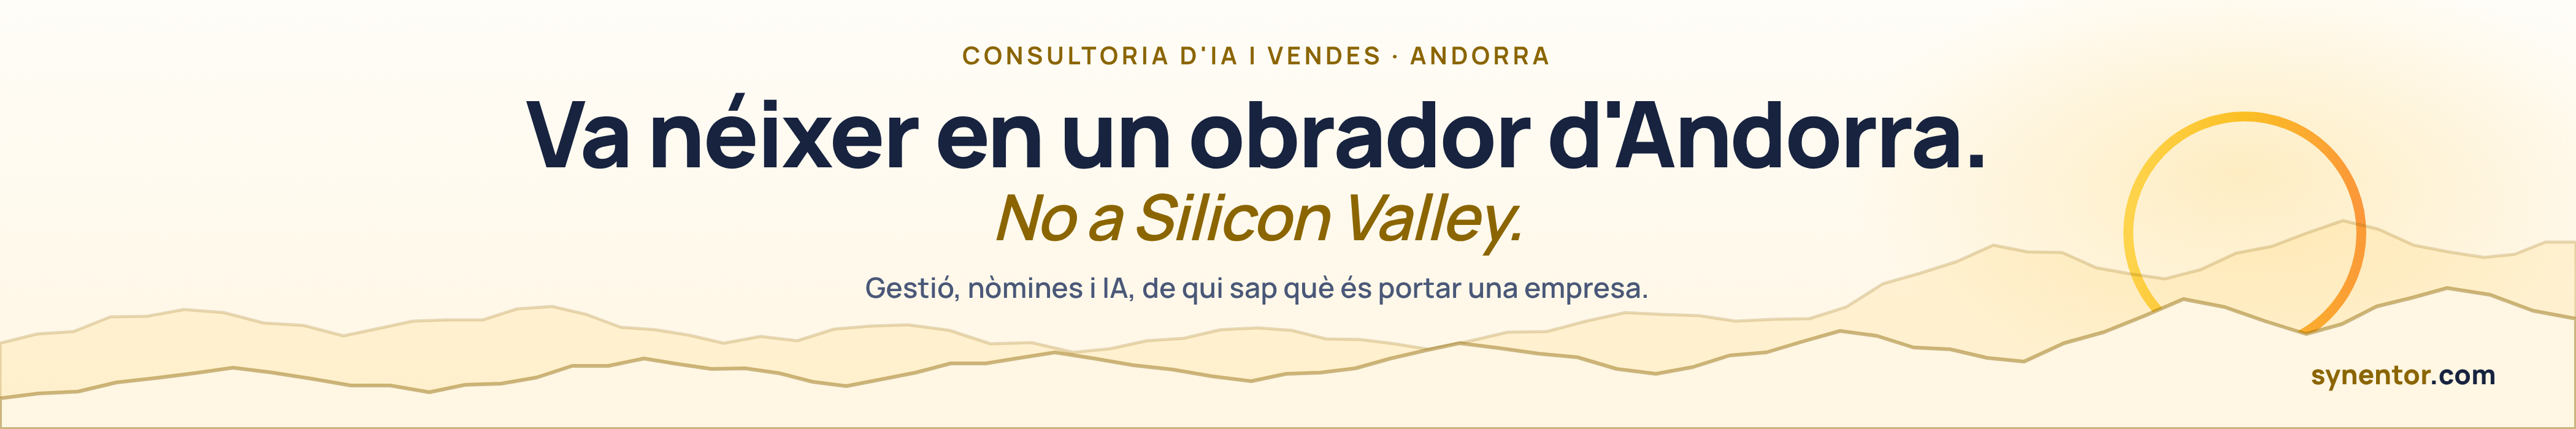 CONSULTORIA D'IA I VENDES · ANDORRA
Va néixer en un obrador d'Andorra.
No a Silicon Valley.
Gestió, nòmines i IA, de qui sap què és portar una empresa.
synentor.com